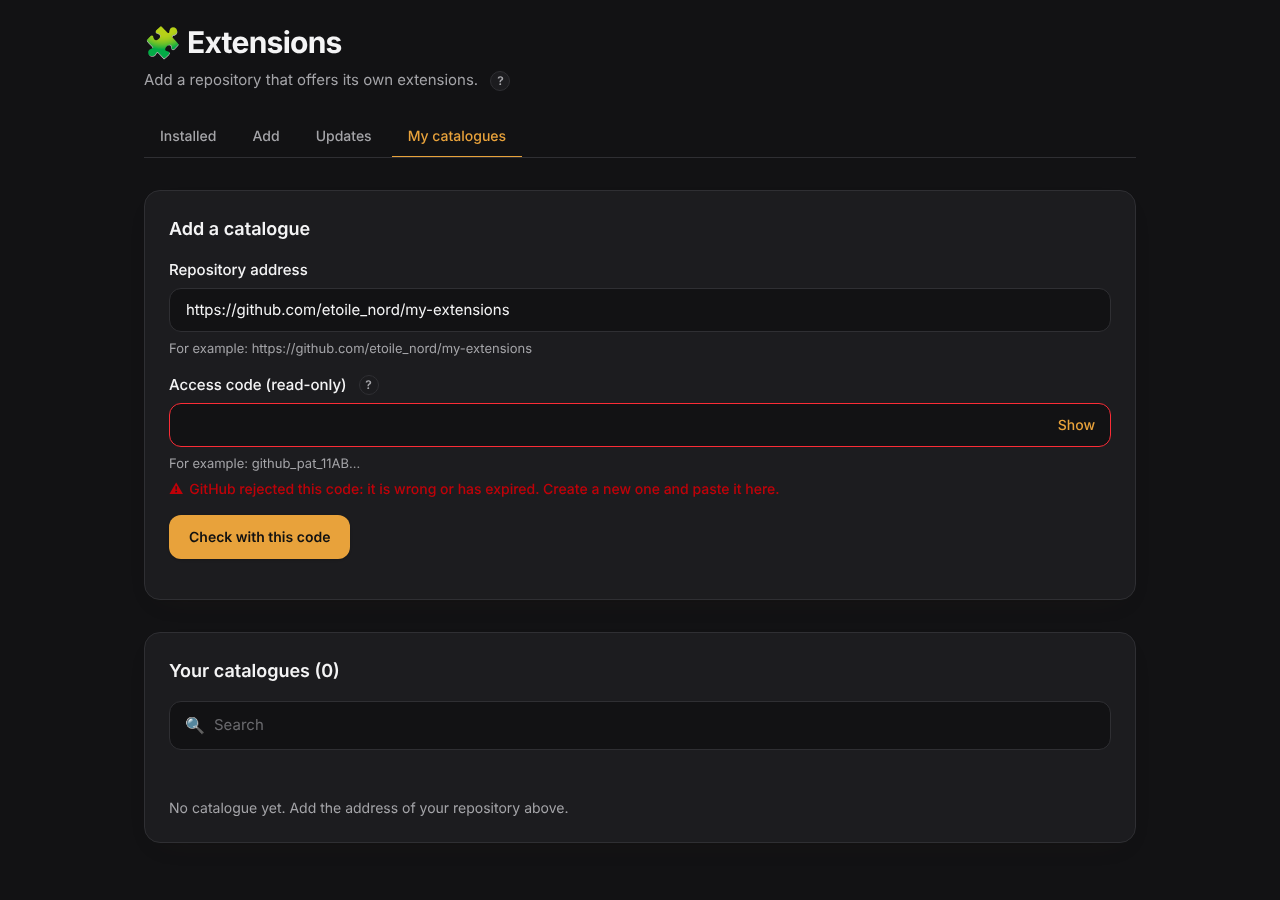 Extensions
Add a repository that offers its own extensions. ?
Installed Add Updates My catalogues
Add a catalogue
Repository address
https://github.com/etoile_nord/my-extensions
For example: https://github.com/etoile_nord/my-extensions
Access code (read-only) ?
Show
For example: github_pat_11AB...
GitHub rejected this code: it is wrong or has expired. Create a new one and paste it here.
Check with this code
Your catalogues (0)
Search
No catalogue yet. Add the address of your repository above.